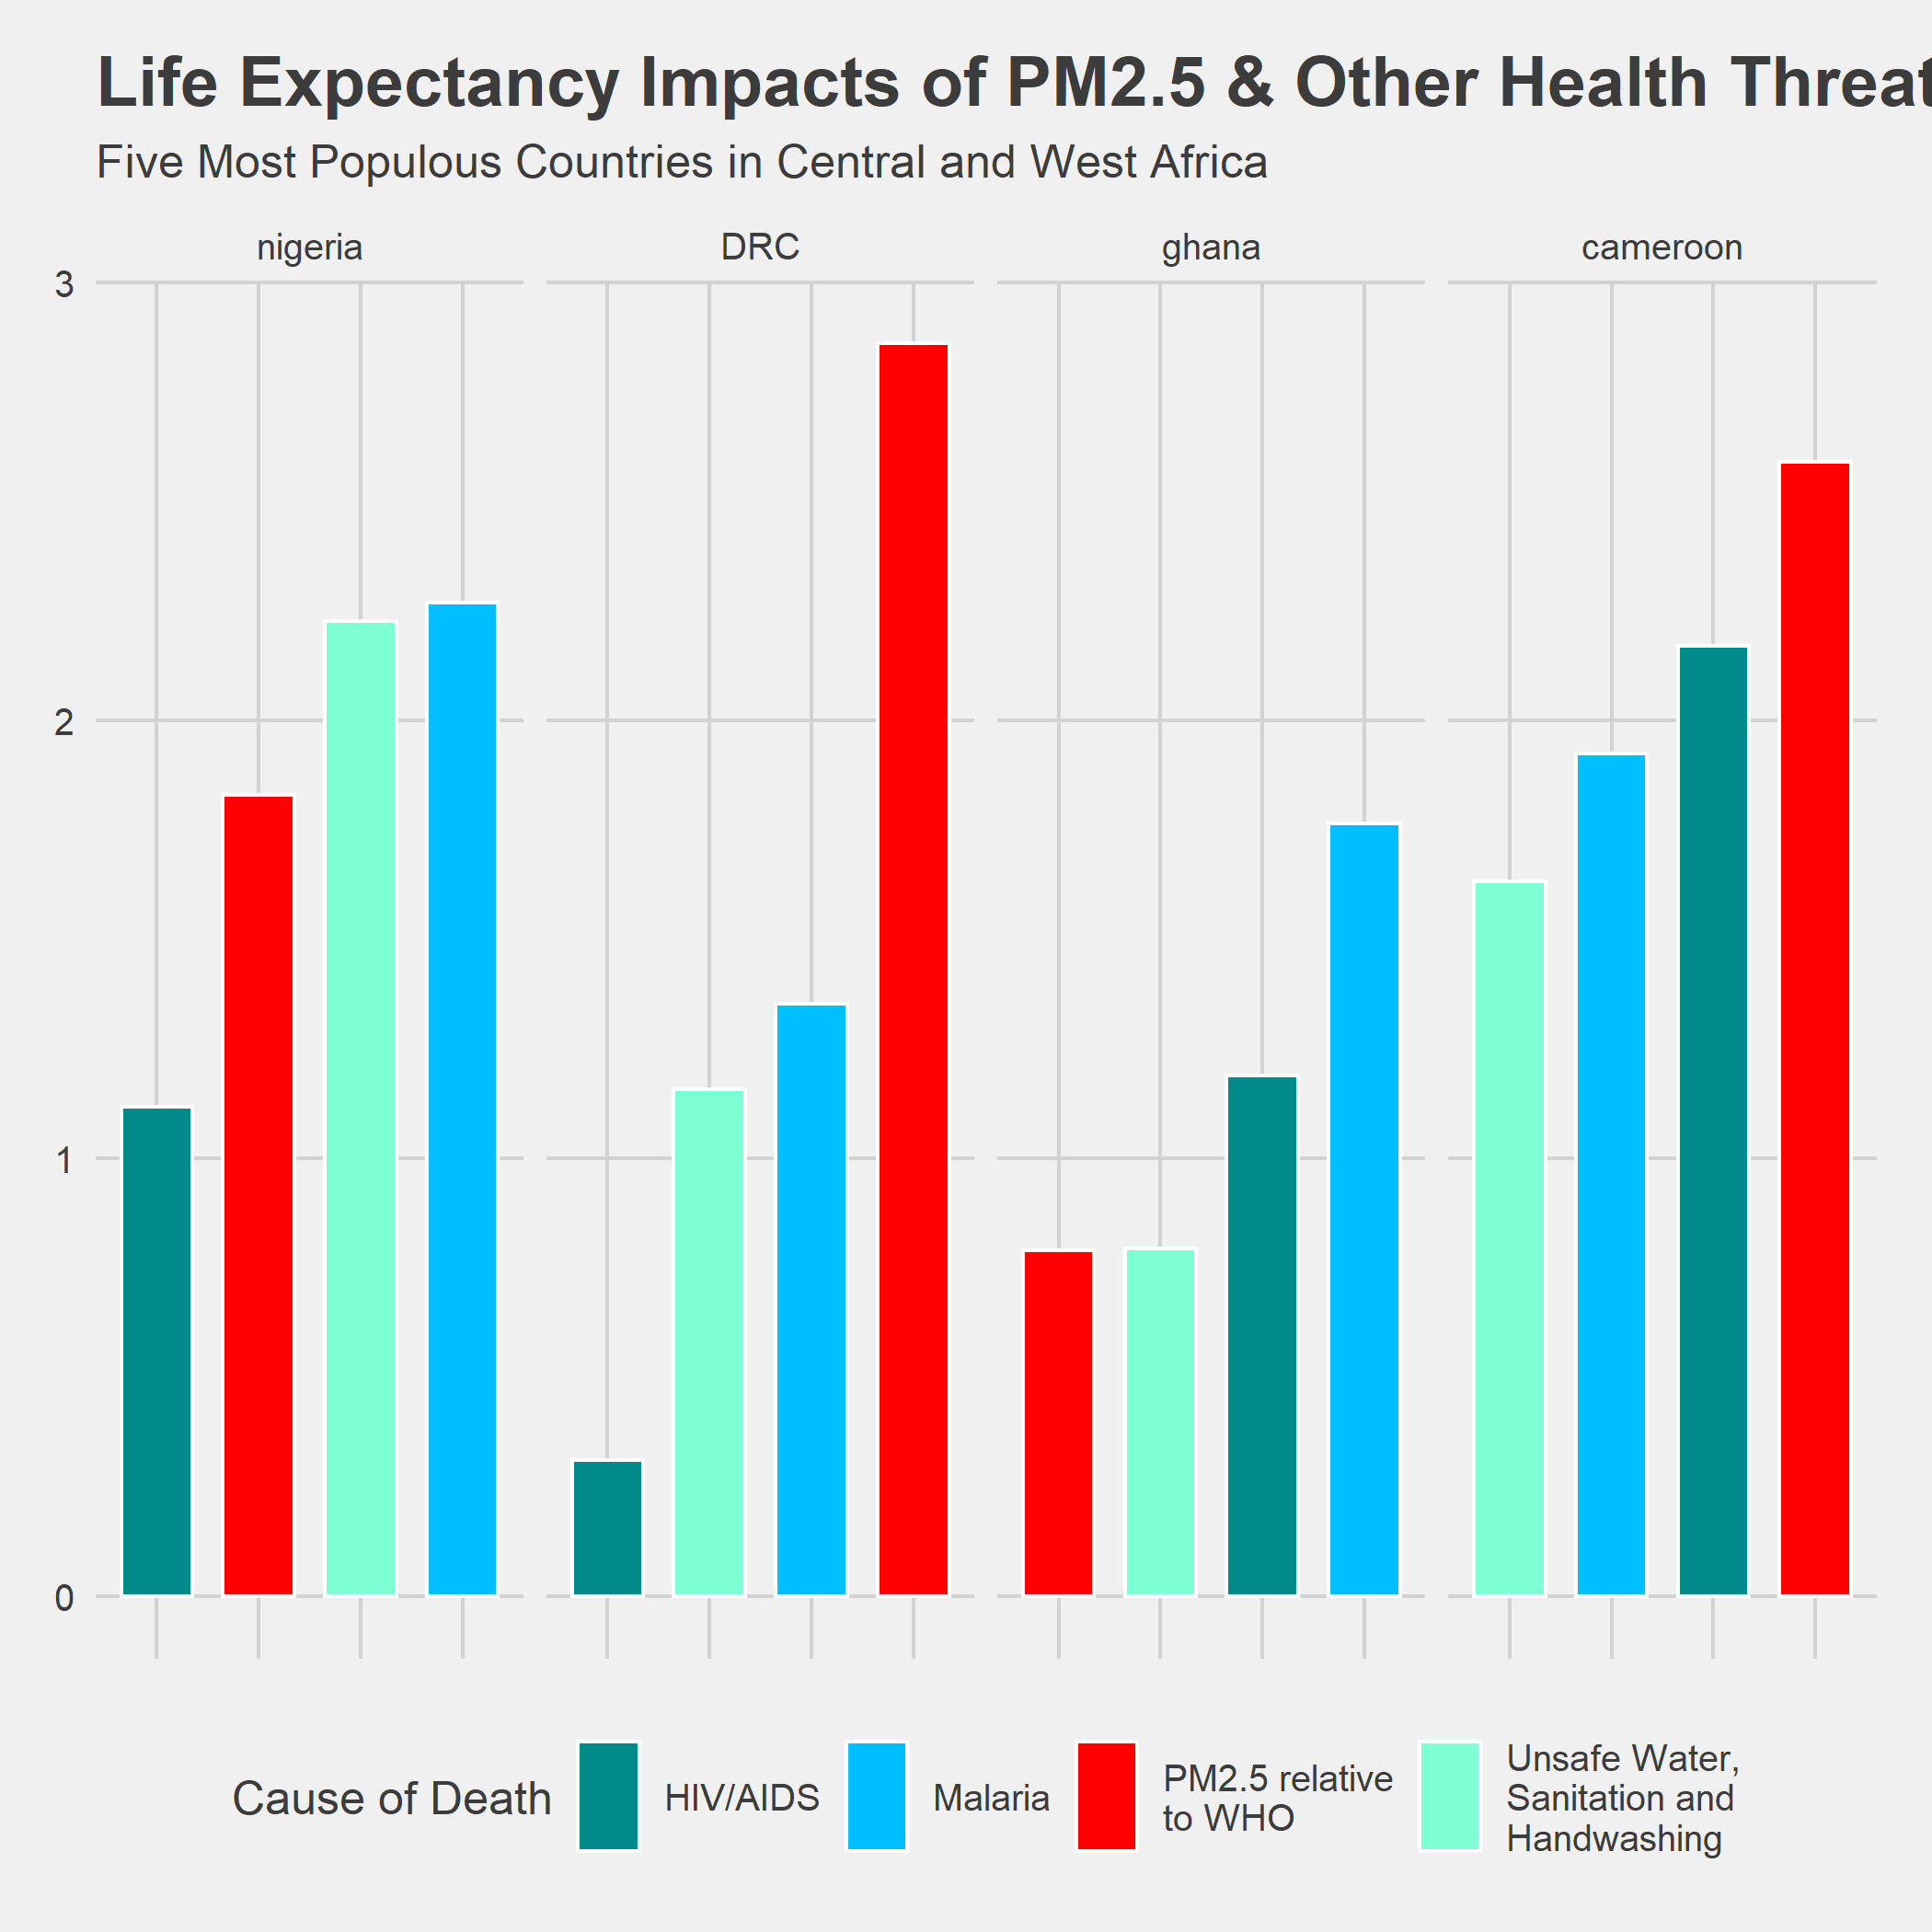 Life Expectancy Impacts of PM2.5 & Other Health Threat
Five Most Populous Countries in Central and West Africa
nigeria DRC ghana cameroon
3
2
1
0
Cause of Death
HIV/AIDS
Malaria
PM2.5 relative
to WHO
Unsafe Water,
Sanitation and
Handwashing